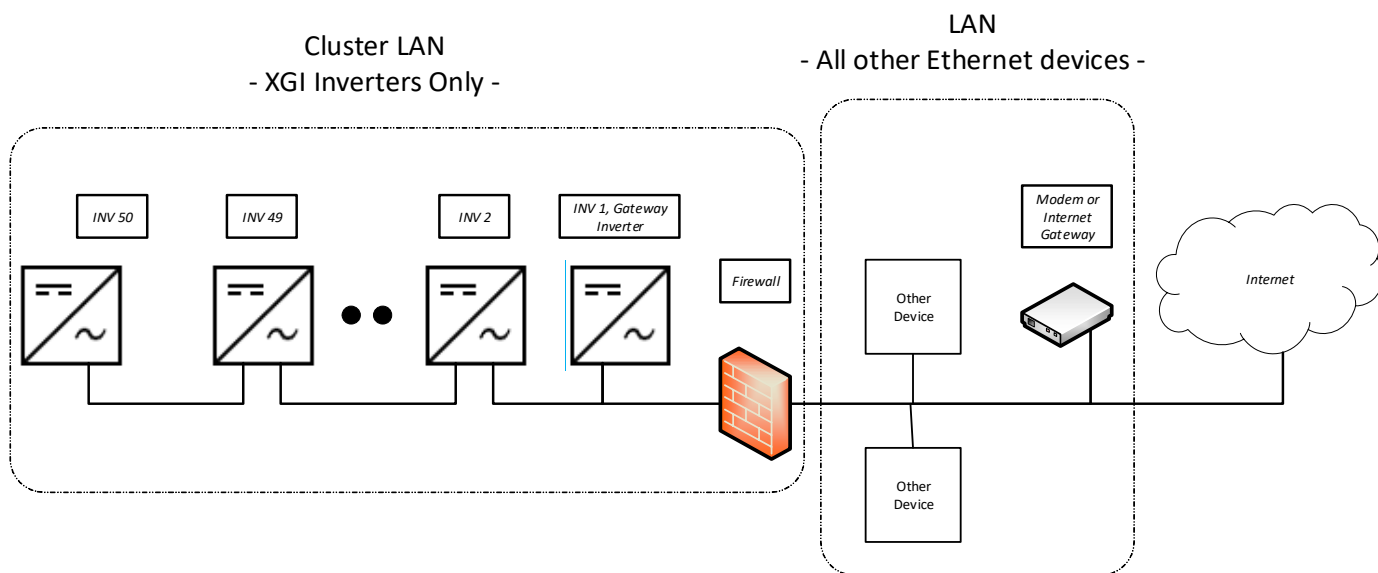 Cluster LAN
- XGI Inverters Only -
LAN
- All other Ethernet devices -
INV 50
INV 49
INV 2
INV 1, Gateway
Inverter
Firewall
Other
Device
Modem or
Internet
Gateway
Internet
Other
Device